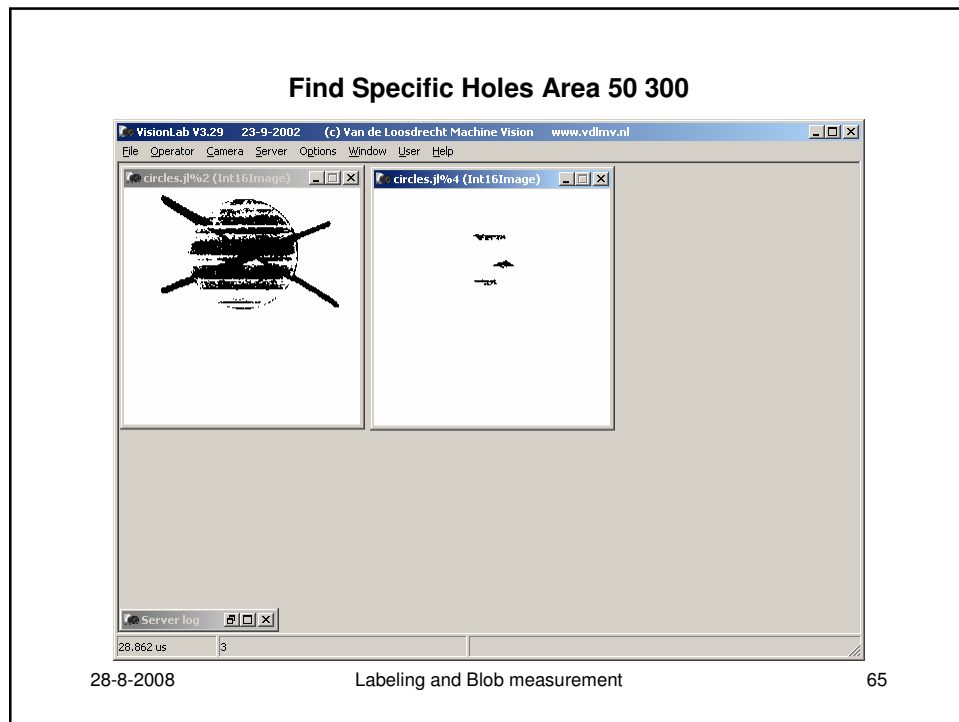 Find Specific Holes Area 50 300
VisionLab V3.29 23-9-2002 (c) Van de Loosdrecht Machine Vision www.vdlmv.nl
File Operator Camera Server Options Window User Help
circles.jl%2 (Int16Image)
circles.jl%4 (Int16Image)
Server log
28.862 us 3
28-8-2008 Labeling and Blob measurement 65